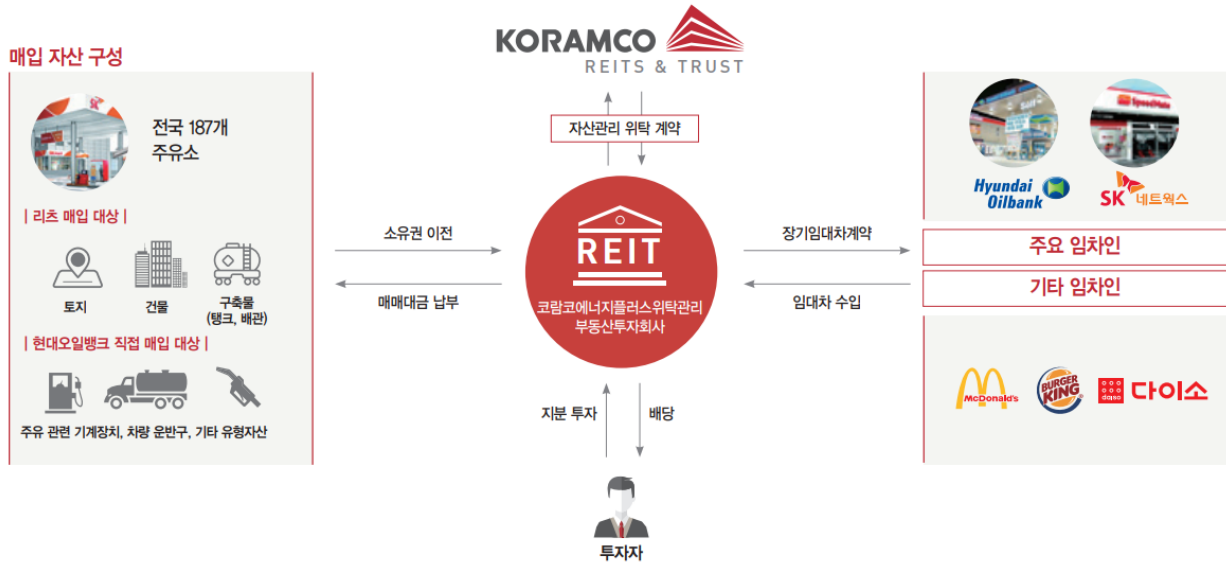 KORAMCO
REITS & TRUST
매입 자산 구성
SK
전국 187개
주유소
| 리츠 매입 대상 |
토지
건물
구축물
(탱크, 배관)
| 현대오일뱅크 직접 매입 대상 |
주유 관련 기계장치, 차량 운반구, 기타 유형자산
자산관리 위탁 계약
소유권 이전
매매대금 납부
REIT
코람코에너지플러스위탁관리
부동산투자회사
장기임대차계약
임대차 수입
지분 투자
배당
투자자
Self
SpeedMate
Hyundai
Oilbank
SK 네트웍스
주요 임차인
기타 임차인
McDonald's
BURGER
KING
daiso
다이소